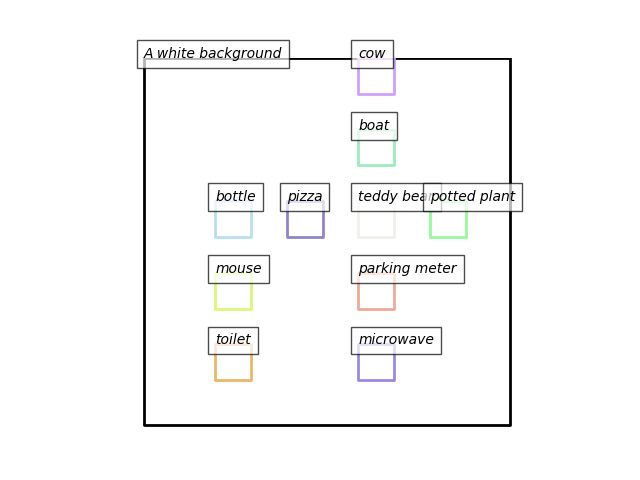 A white background
cow
boat
bottle
pizza
teddy bear
potted plant
mouse
parking meter
toilet
microwave